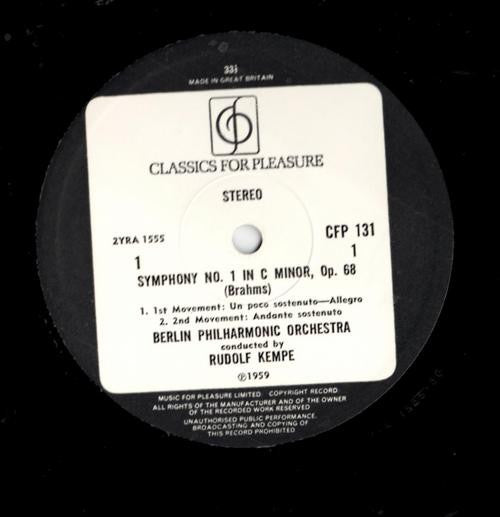 33⅓
MADE IN GREAT BRITAIN
CLASSICS FOR PLEASURE
STEREO
2YRA 1555
CFP 131
1
1
SYMPHONY NO. 1 IN C MINOR, Op. 68
(Brahms)
1. 1st Movement: Un poco sostenuto—Allegro
2. 2nd Movement: Andante sostenuto
BERLIN PHILHARMONIC ORCHESTRA
conducted by
RUDOLF KEMPE
℗1959
MUSIC FOR PLEASURE LIMITED COPYRIGHT RECORD
ALL RIGHTS OF THE MANUFACTURER AND OF THE OWNER
OF THE RECORDED WORK RESERVED
UNAUTHORISED PUBLIC PERFORMANCE,
BROADCASTING AND COPYING OF
THIS RECORD PROHIBITED